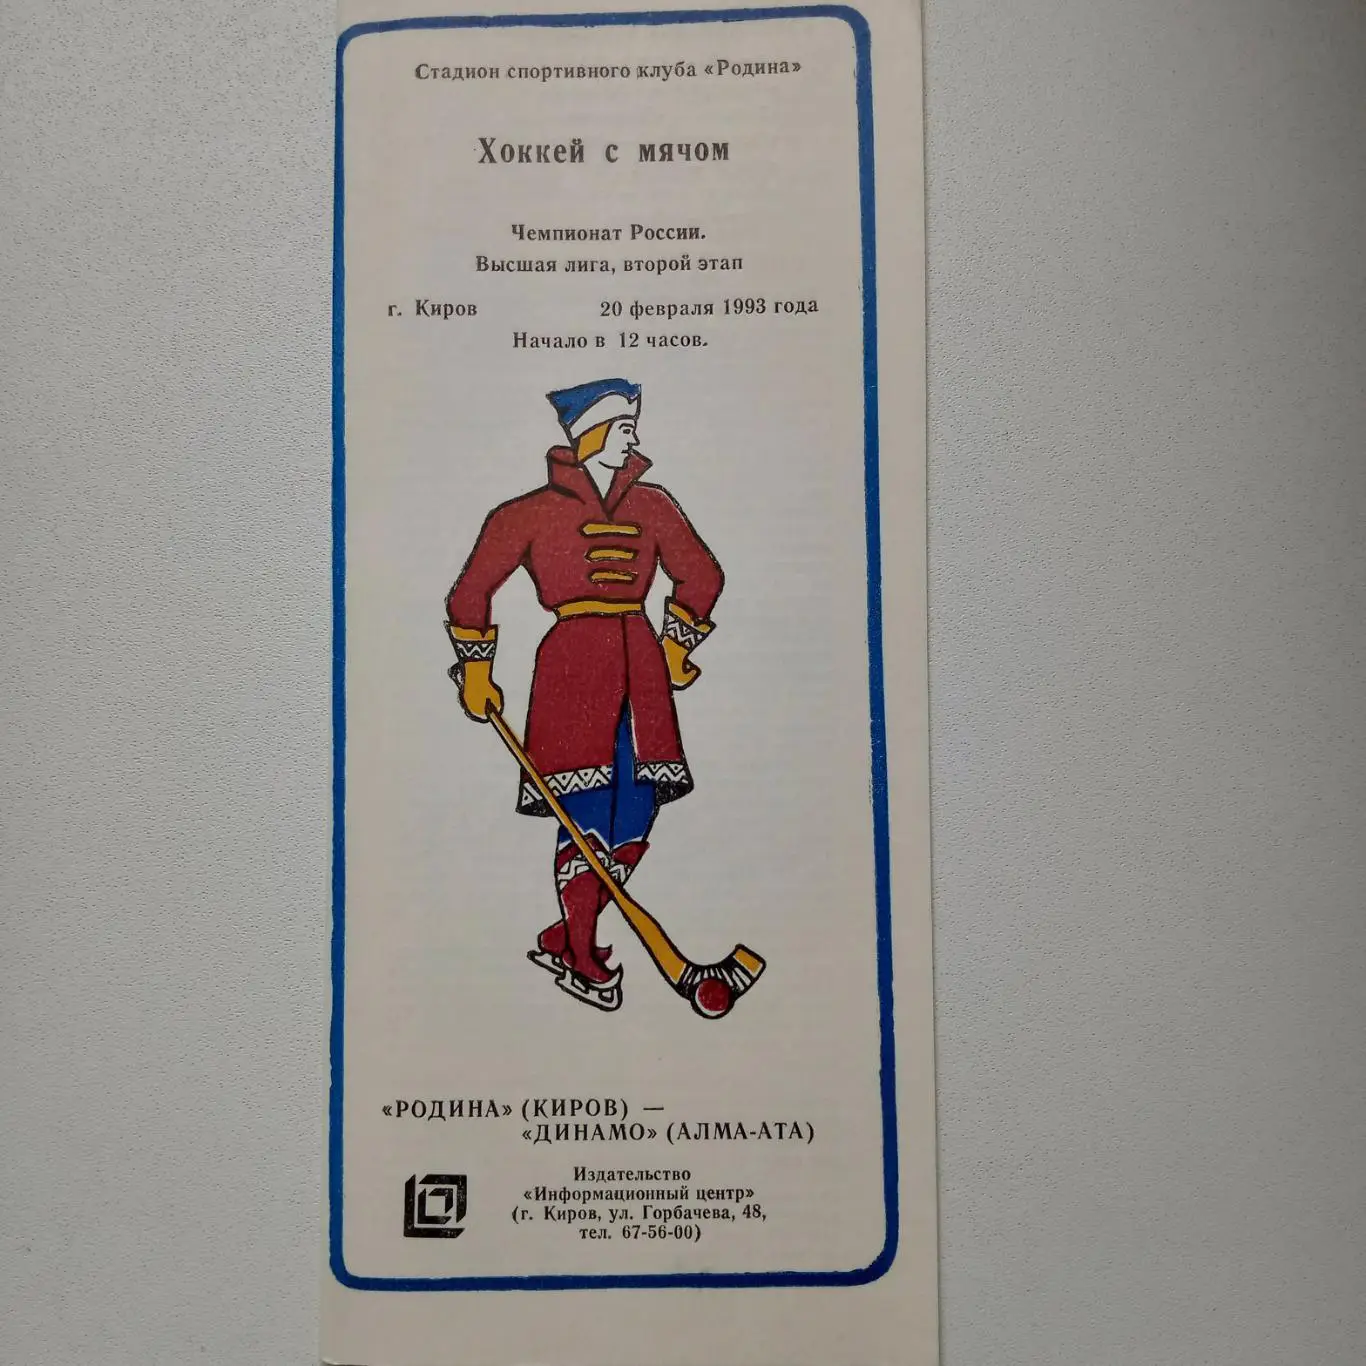 Стадион спортивного клуба «Родина»
Хоккей с мячом
Чемпионат России.
Высшая лига, второй этап
г. Киров 20 февраля 1993 года
Начало в 12 часов.
«РОДИНА» (КИРОВ) —
«ДИНАМО» (АЛМА-АТА)
Издательство
«Информационный центр»
(г. Киров, ул. Горбачева, 48,
тел. 67-56-00)